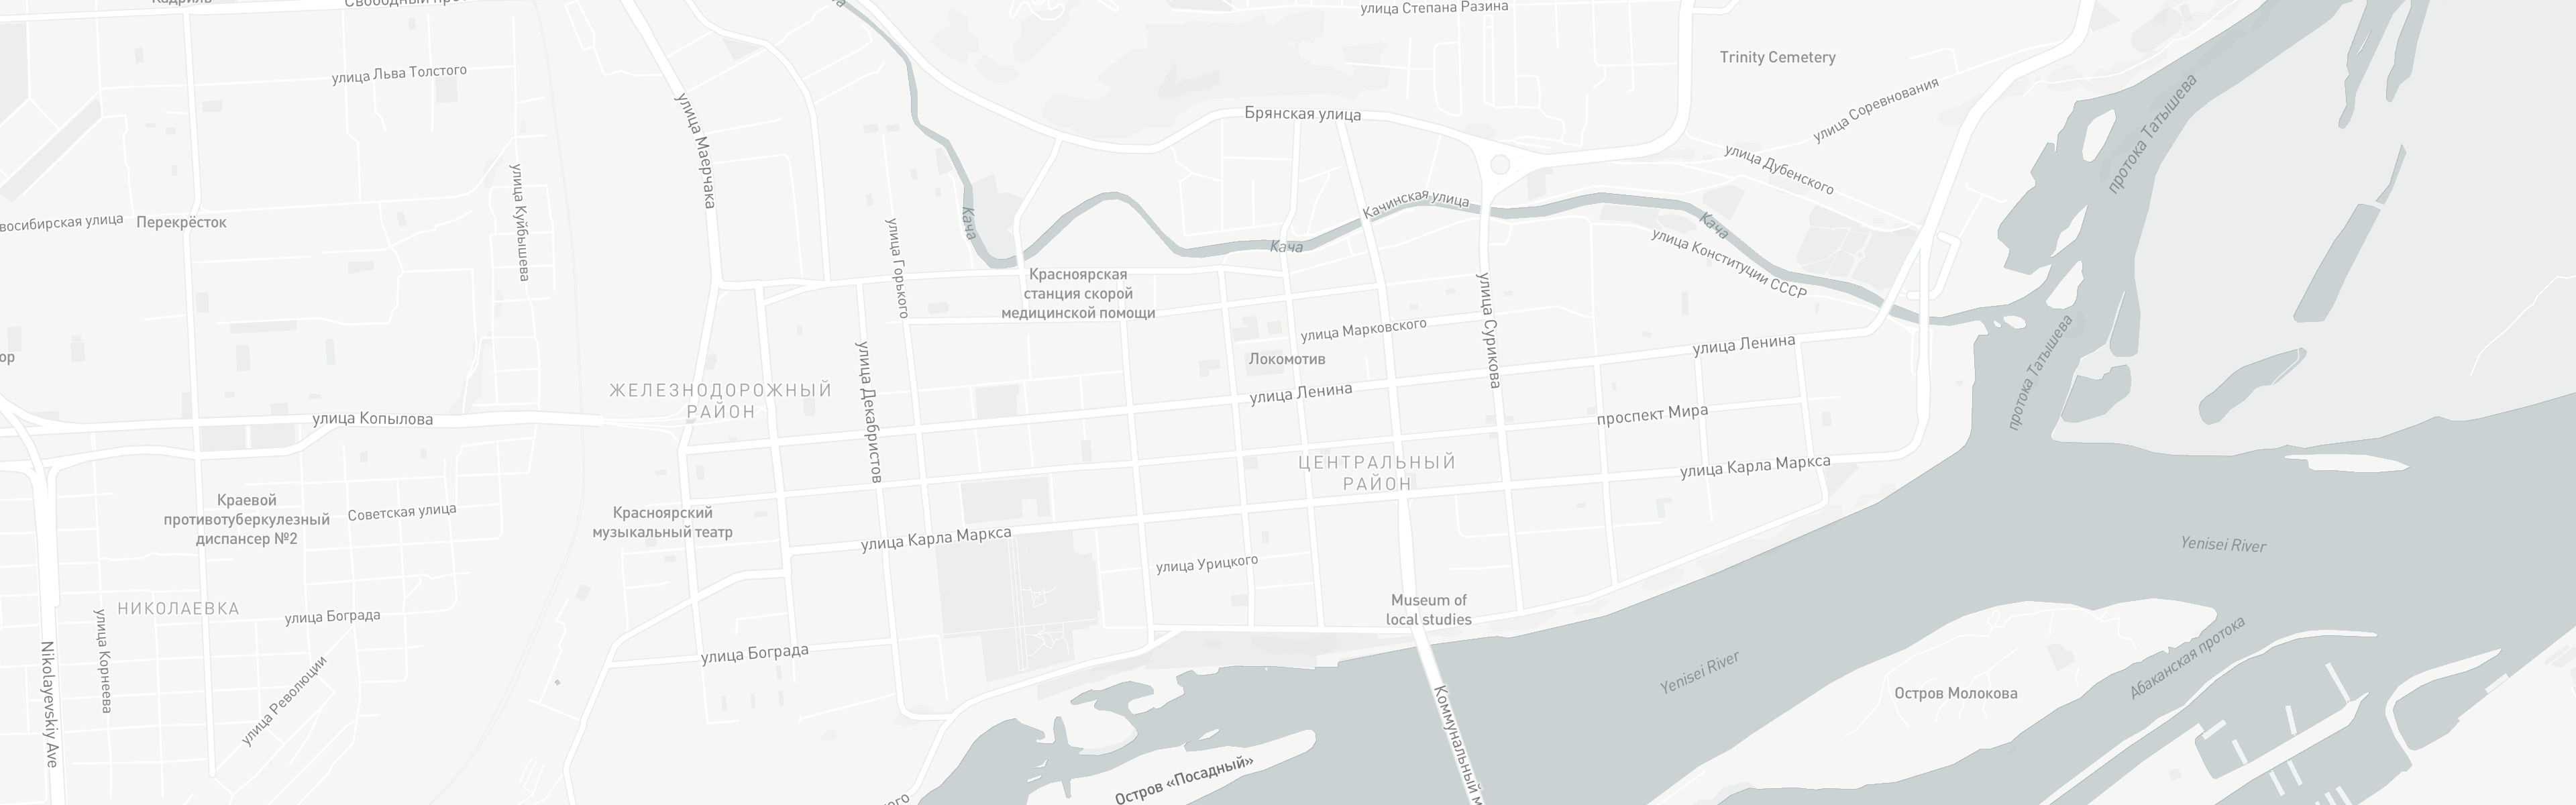 Кадриль
Свободный
улица Степана Разина
Trinity Cemetery
улица Льва Толстого
улица Маерчака
Брянская улица
улица Соревнования
протока Татышева
улица Дубенского
улица Куйбышева
Качинская улица
Кача
Кача
Кача
Перекрёсток
улица Горького
улица Конституции СССР
Красноярская
станция скорой
медицинской помощи
улица Сурикова
улица Марковского
улица Ленина
протока Татышева
Локомотив
улица Декабристов
ЖЕЛЕЗНОДОРОЖНЫЙ
РАЙОН
улица Ленина
улица Копылова
проспект Мира
ЦЕНТРАЛЬНЫЙ
РАЙОН
улица Карла Маркса
Краевой
противотуберкулезный
диспансер №2
Советская улица
Красноярский
музыкальный театр
улица Карла Маркса
Yenisei River
улица Урицкого
НИКОЛАЕВКА
улица Бограда
Museum of
local studies
улица Корнеева
Nikolayevskiy Ave
улица Бограда
улица Революции
Yenisei River
Абаканская протока
Остров Молокова
Коммунальный
Остров «Посадный»